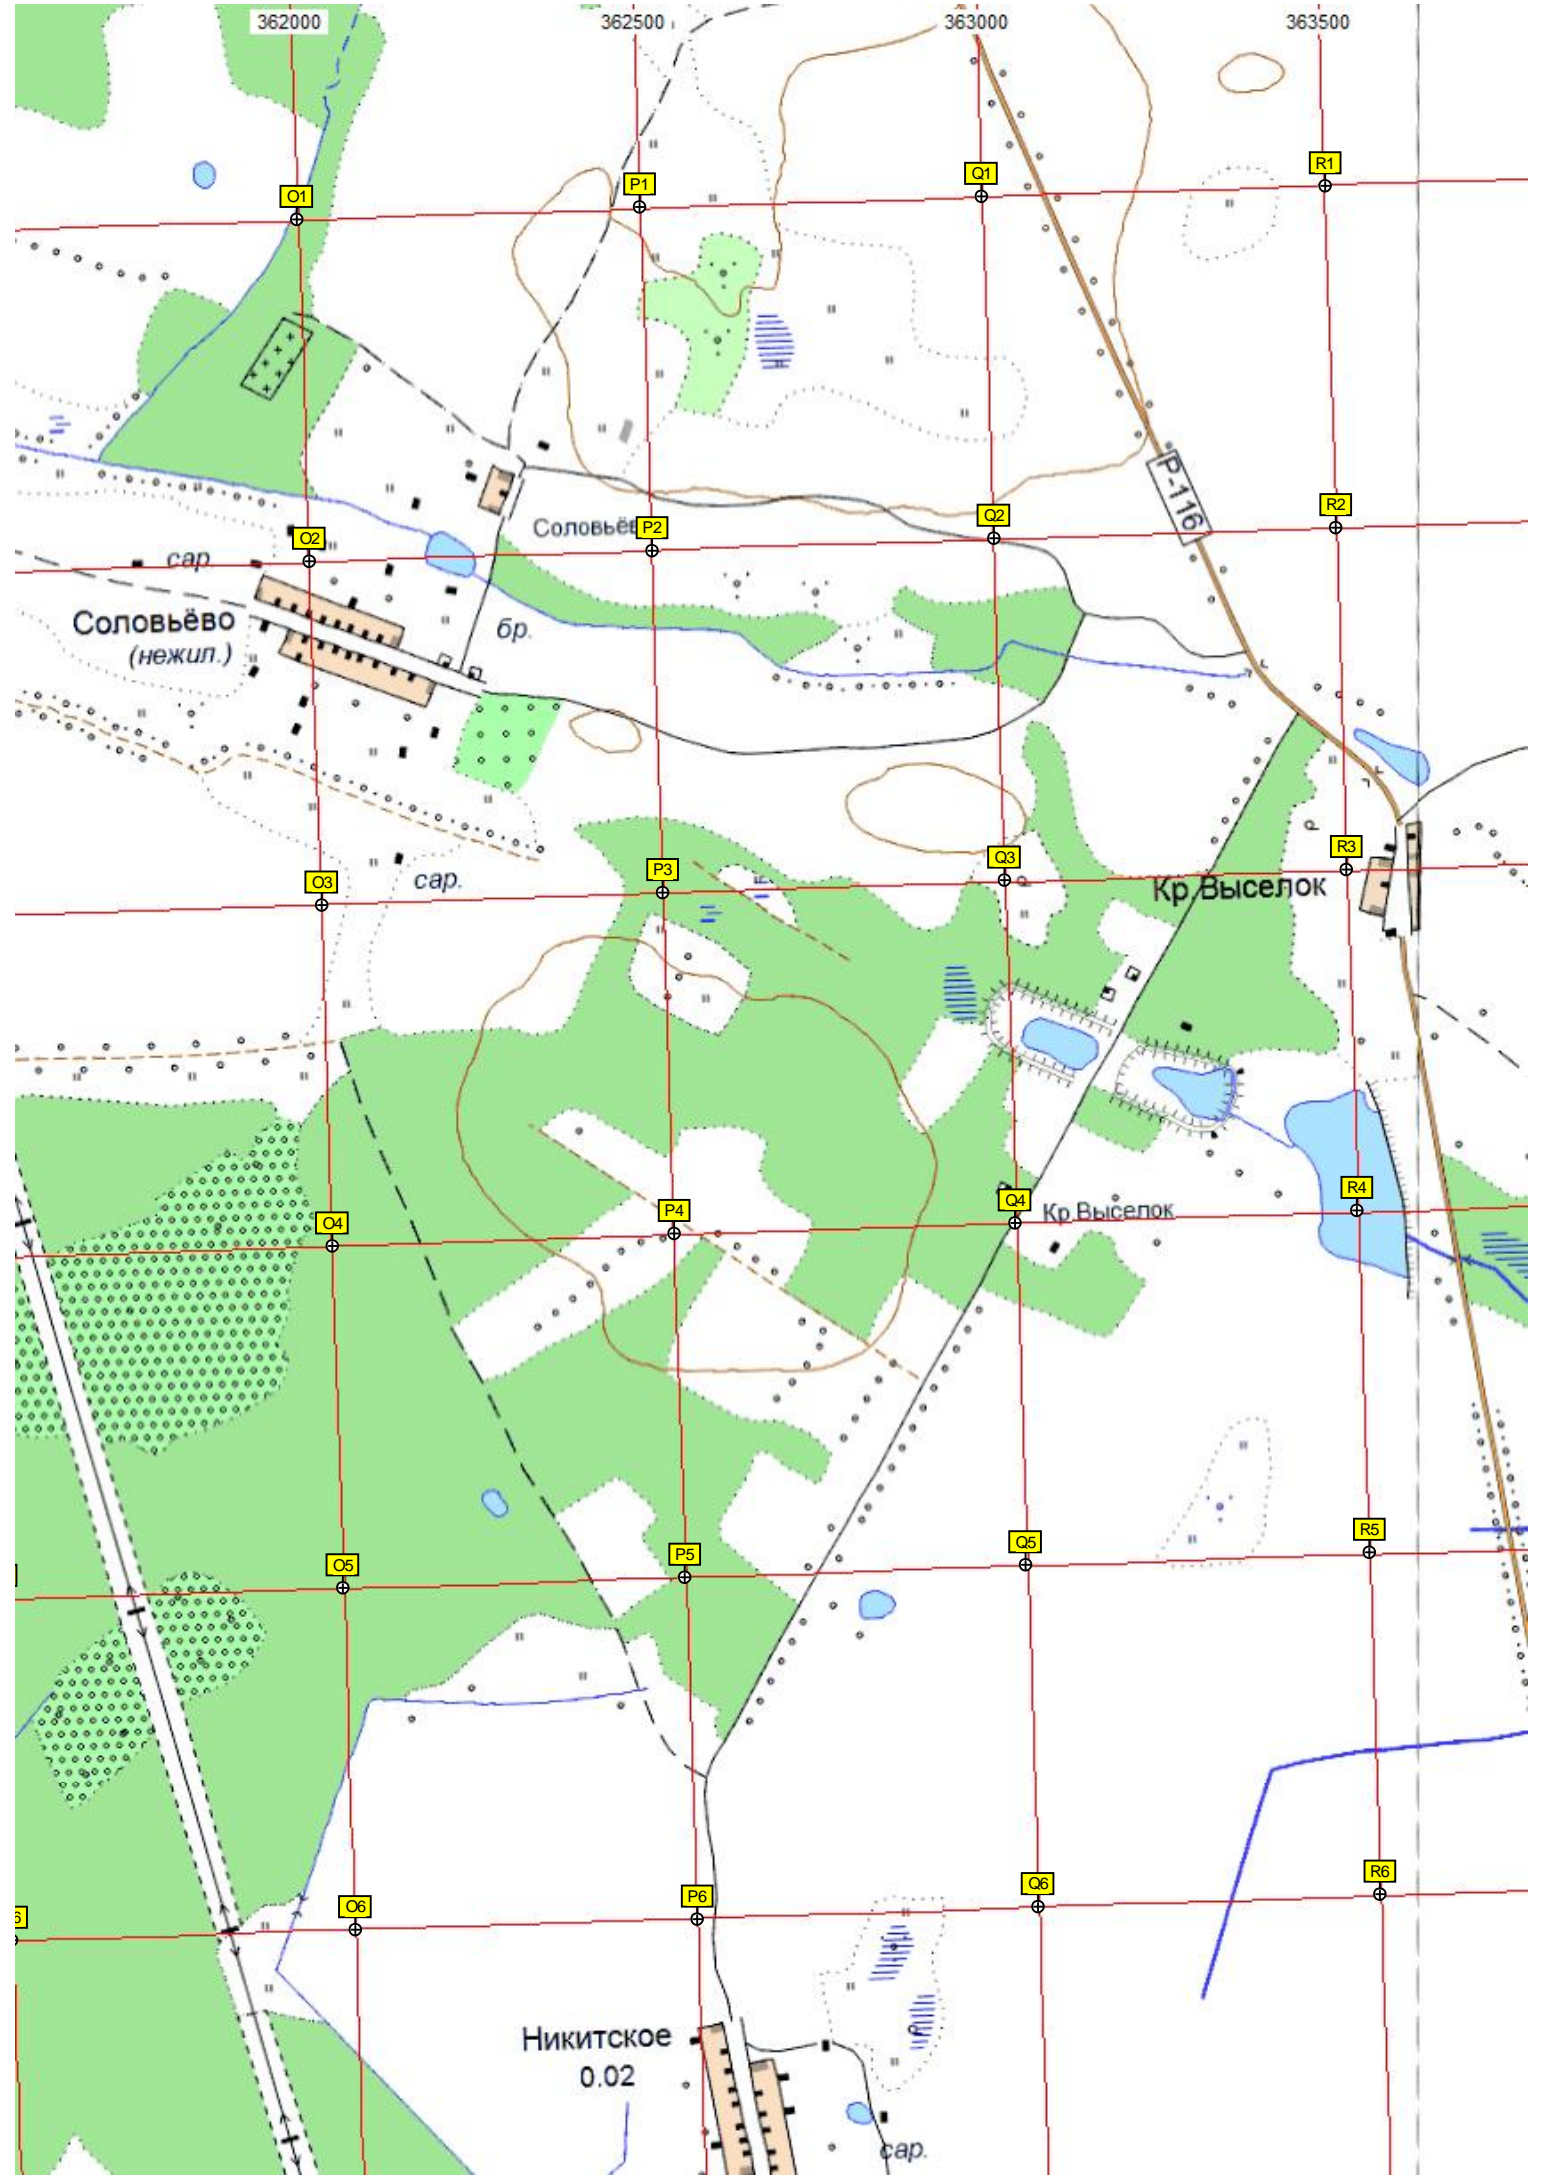 362000 362500 363000 363500
O1 P1 Q1 R1
P-116
Соловьёв
O2 P2 Q2 R2
сар.
Соловьёво
(нежил.)
бр.
O3 P3 Q3 R3
сар.
Кр.Выселок
O4 P4 Q4 R4
Кр.Выселок
O5 P5 Q5 R5
O6 P6 Q6 R6
6
Никитское
0.02
сар.